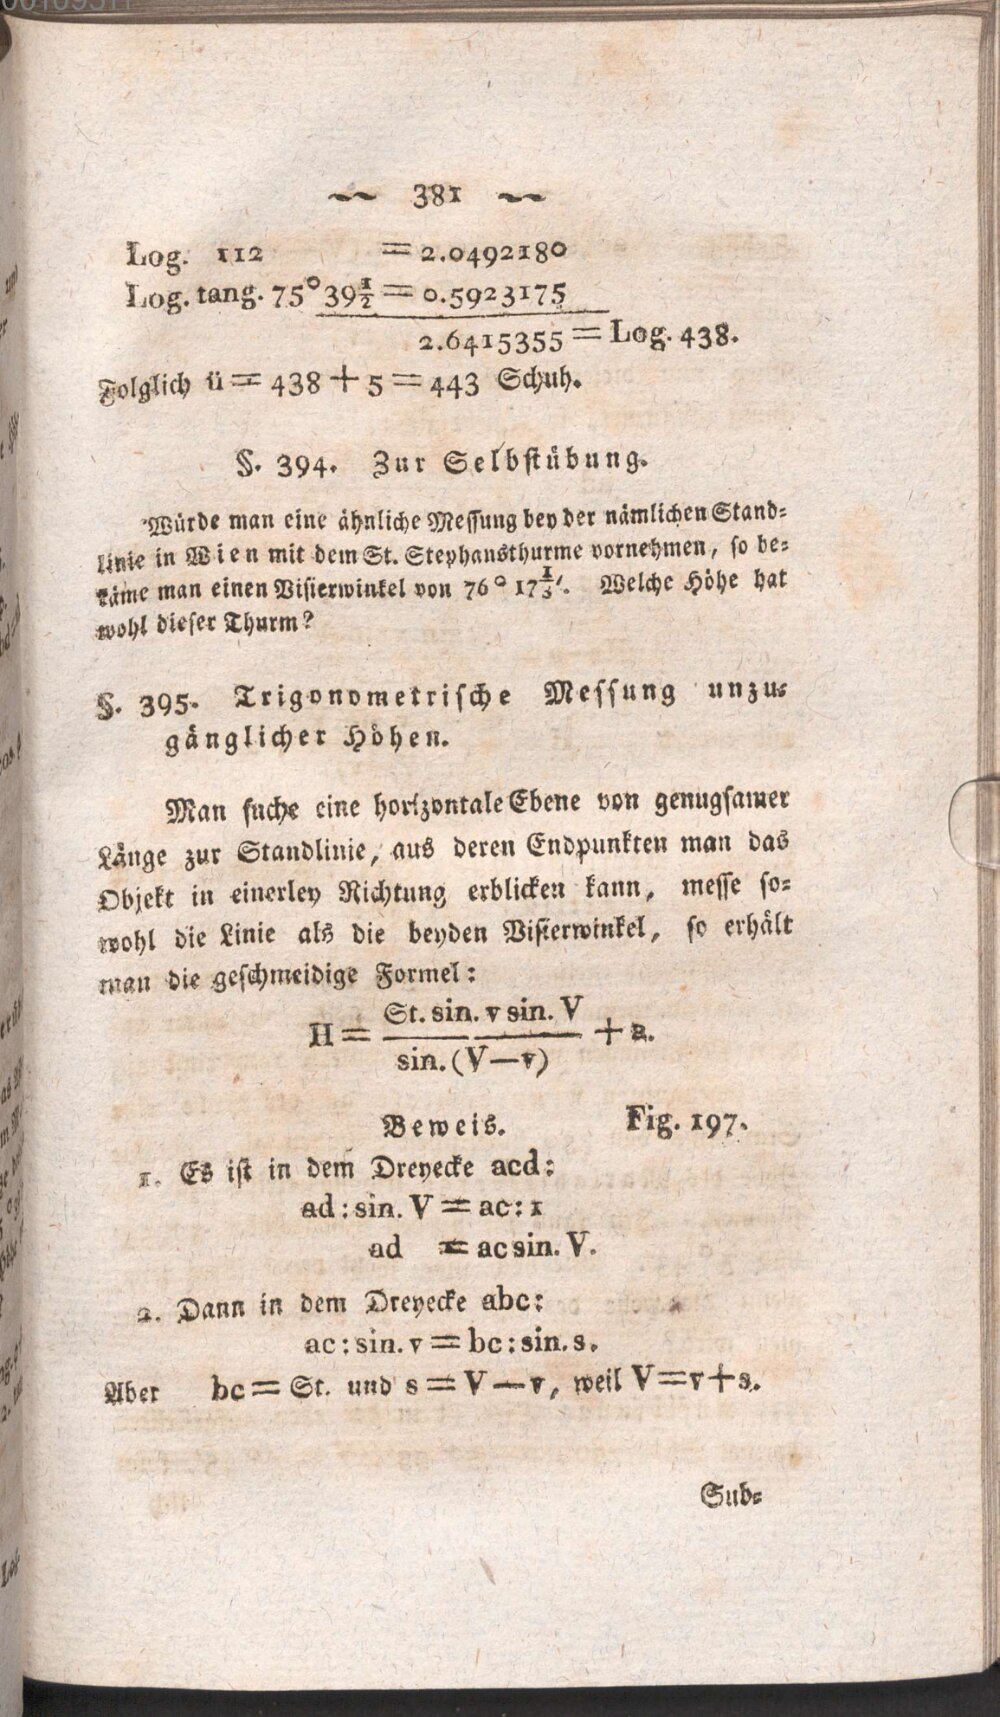 381
Log. 112 = 2.0492180
Log. tang. 75° 39½ = 0.5923175
2.6415355 = Log. 438.
Folglich ü = 438 + 5 = 443 Schuh.
§. 394. Zur Selbstübung.
Würde man eine ähnliche Messung bey der nämlichen Stand-
linie in Wien mit dem St. Stephansthurme vornehmen, so be-
käme man einen Visierwinkel von 76° 17⅓′. Welche Höhe hat
wohl dieser Thurm?
§. 395. Trigonometrische Messung unzu-
gänglicher Höhen.
Man suche eine horizontale Ebene von genugsamer
Länge zur Standlinie, aus deren Endpunkten man das
Objekt in einerley Richtung erblicken kann, messe so-
wohl die Linie als die beyden Visierwinkel, so erhält
man die geschmeidige Formel:
St. sin. v sin. V
H = ———— + a.
sin. (V—v)
Beweis. Fig. 197.
1. Es ist in dem Dreyecke acd:
ad : sin. V = ac : 1
ad = ac sin. V.
2. Dann in dem Dreyecke abc:
ac : sin. v = bc : sin. s.
Aber bc = St. und s = V — v, weil V = v + s.
Sub-